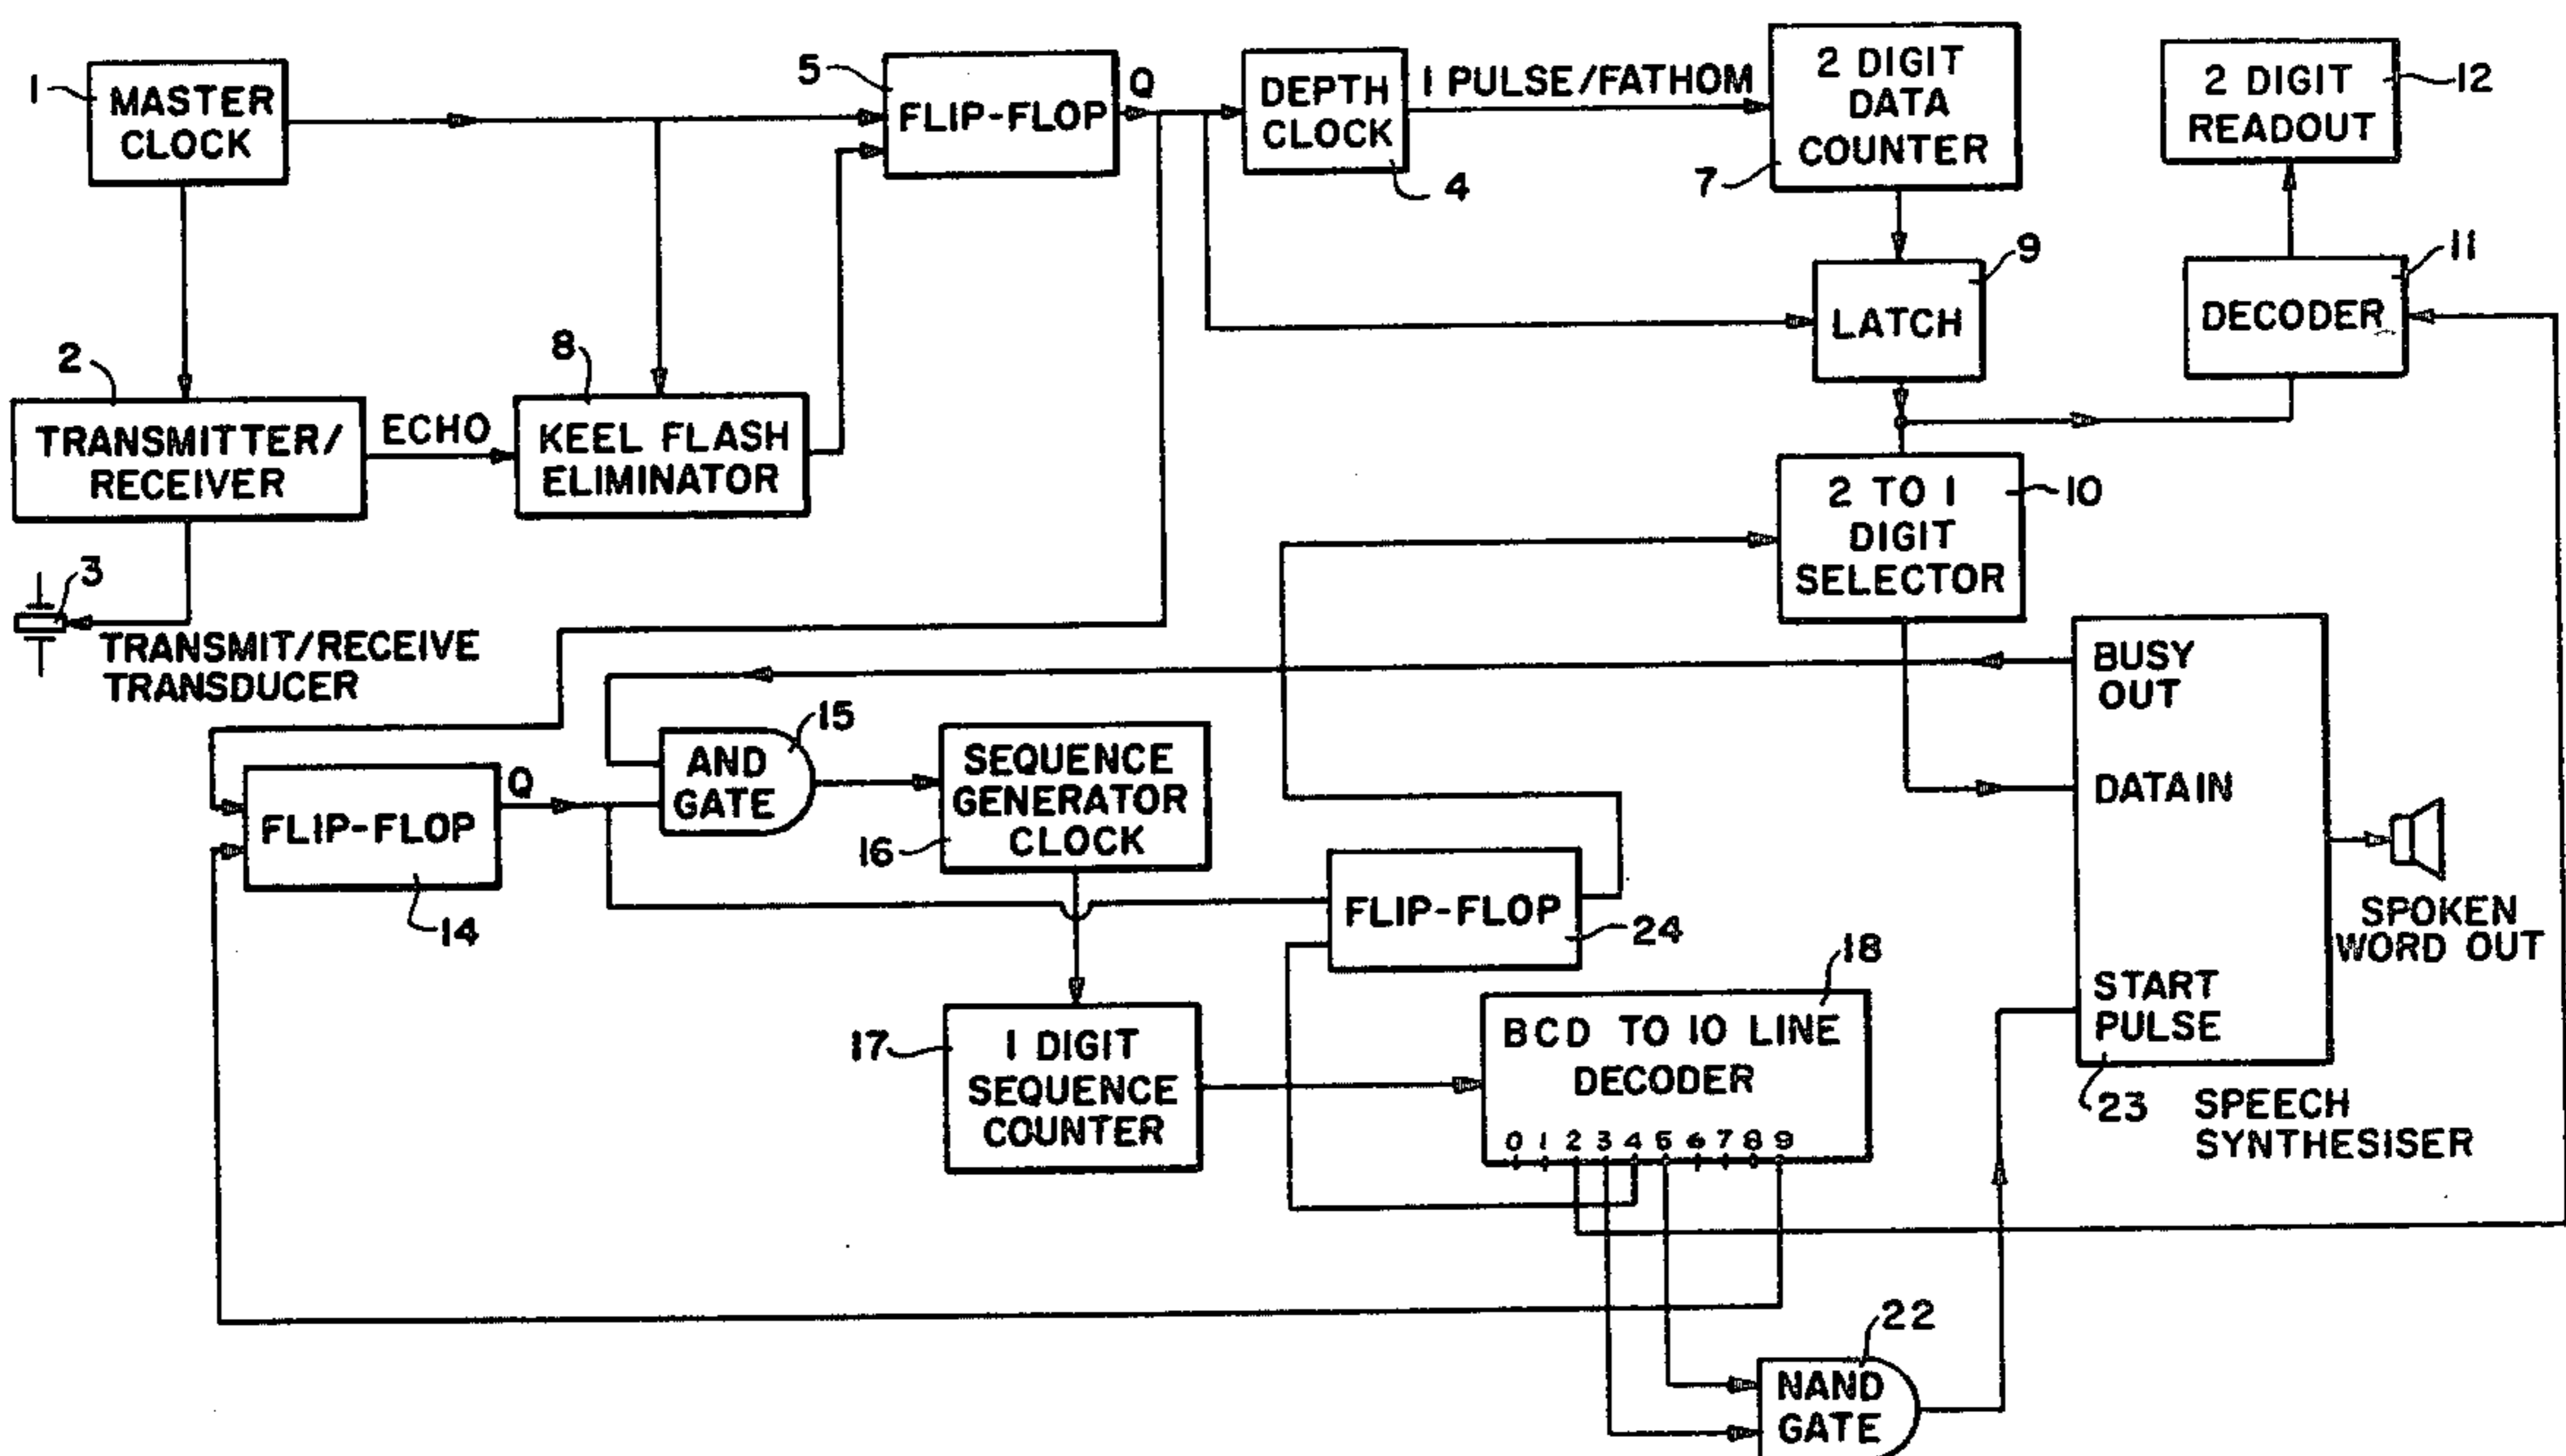 1
MASTER
CLOCK
5
FLIP-FLOP
Q
DEPTH
CLOCK
4
1 PULSE/FATHOM
2 DIGIT
DATA
COUNTER
7
2 DIGIT
READOUT
12
2
TRANSMITTER/
RECEIVER
ECHO
8
KEEL FLASH
ELIMINATOR
LATCH
9
DECODER
11
3
TRANSMIT/RECEIVE
TRANSDUCER
2 TO 1
DIGIT
SELECTOR
10
FLIP-FLOP
14
Q
AND
GATE
15
SEQUENCE
GENERATOR
CLOCK
16
FLIP-FLOP
24
BUSY
OUT
DATA IN
START
PULSE
23
SPEECH
SYNTHESISER
SPOKEN
WORD OUT
17
1 DIGIT
SEQUENCE
COUNTER
18
BCD TO 10 LINE
DECODER
0 1 2 3 4 5 6 7 8 9
22
NAND
GATE